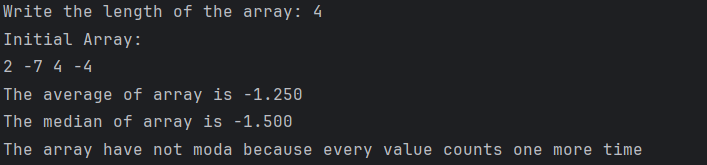 Write the length of the array: 4
Initial Array:
2 -7 4 -4
The average of array is -1.250
The median of array is -1.500
The array have not moda because every value counts one more time